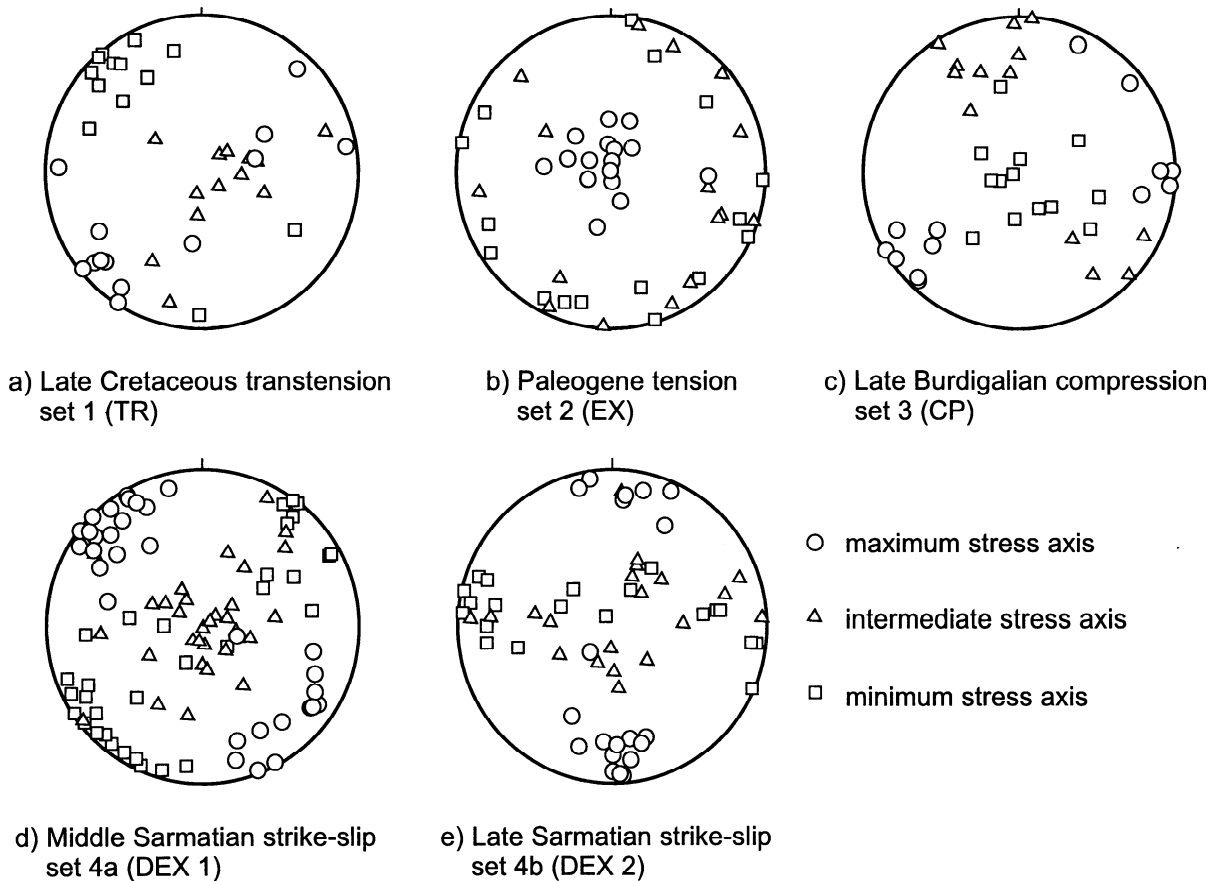 a) Late Cretaceous transtension
set 1 (TR)
b) Paleogene tension
set 2 (EX)
c) Late Burdigalian compression
set 3 (CP)
maximum stress axis
intermediate stress axis
minimum stress axis
d) Middle Sarmatian strike-slip
set 4a (DEX 1)
e) Late Sarmatian strike-slip
set 4b (DEX 2)